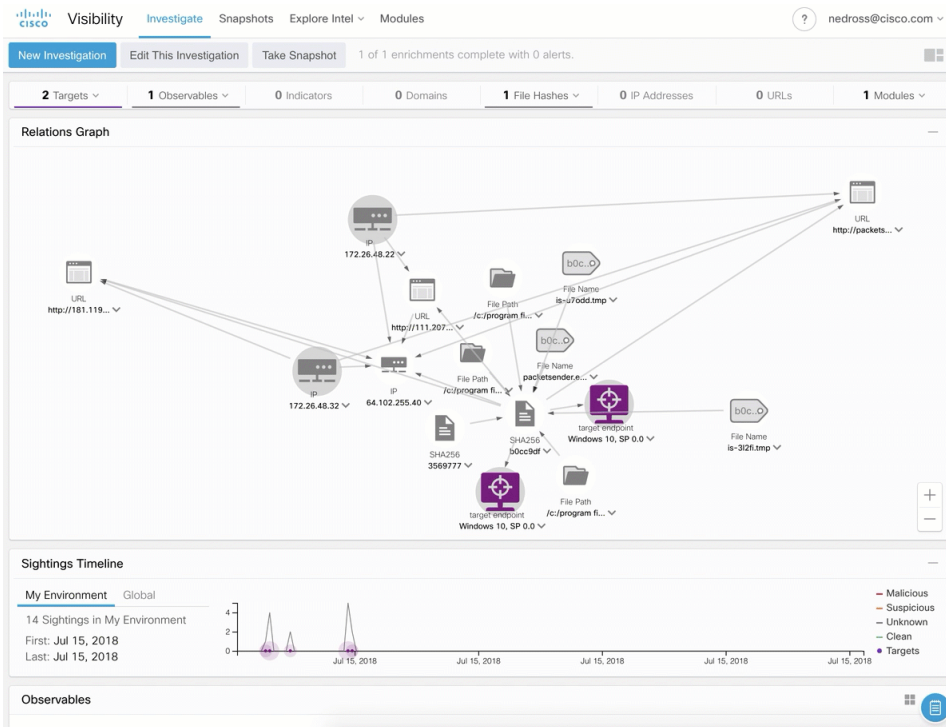 cisco Visibility Investigate Snapshots Explore Intel Modules ? nedross@cisco.com
New Investigation Edit This Investigation Take Snapshot 1 of 1 enrichments complete with 0 alerts.
2 Targets 1 Observables 0 Indicators 0 Domains 1 File Hashes 0 IP Addresses 0 URLs 1 Modules
Relations Graph
URL
http://packets...
IP
172.26.48.22
b0c..
File Name
is-u7odd.tmp
URL
http://181.119...
File Path
/c:/program fi...
URL
http://111.207...
b0c..
File Name
packetsender.e...
File Path
/c:/program fi...
IP
172.26.48.32
IP
64.102.255.40
target endpoint
Windows 10, SP 0.0
b0c..
File Name
is-3l2fi.tmp
SHA256
b0cc9df
SHA256
3569777
File Path
/c:/program fi...
target endpoint
Windows 10, SP 0.0
+
−
Sightings Timeline
My Environment Global
14 Sightings in My Environment
First: Jul 15, 2018
Last: Jul 15, 2018
4
2
0
Jul 15, 2018 Jul 15, 2018 Jul 15, 2018 Jul 15, 2018 Jul 15, 2018
Malicious
Suspicious
Unknown
Clean
Targets
Observables